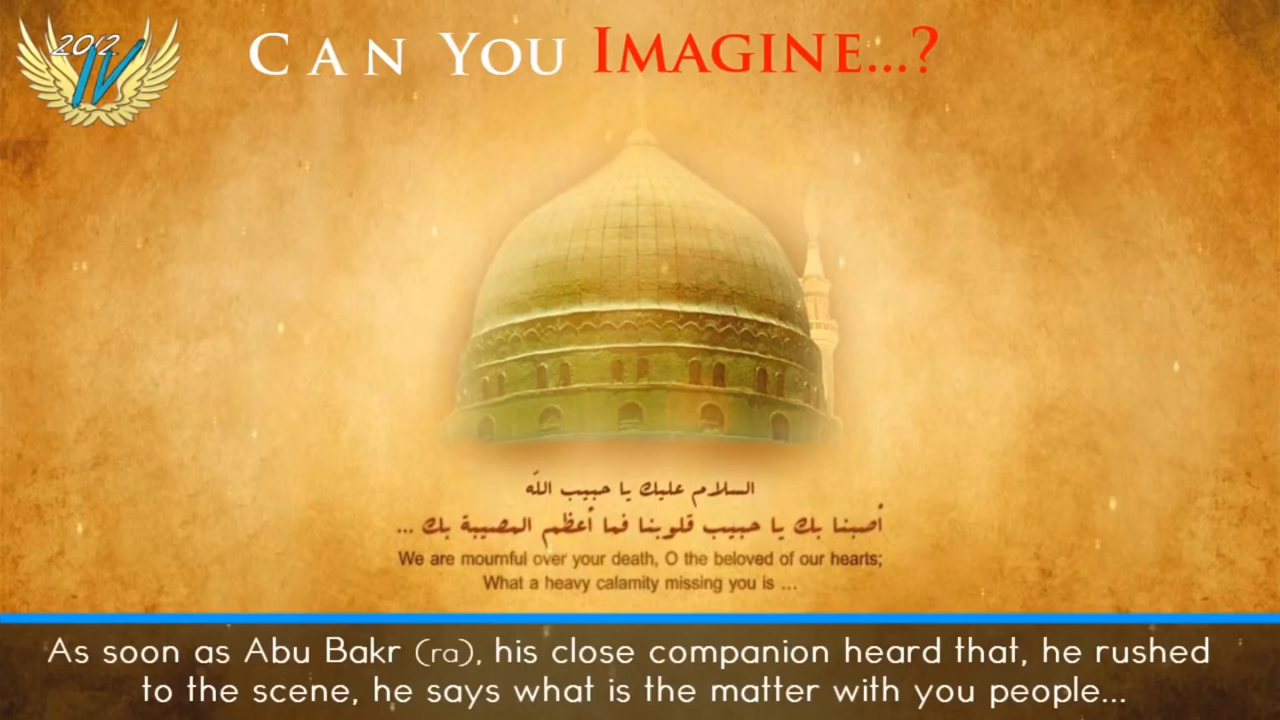 2012
IV
CAN YOU IMAGINE...?
السلام عليك يا حبيب الله
أصبنا بك يا حبيب قلوبنا فما أعظم المصيبة بك ...
We are mournful over your death, O the beloved of our hearts;
What a heavy calamity missing you is ...
As soon as Abu Bakr (ra), his close companion heard that, he rushed
to the scene, he says what is the matter with you people...